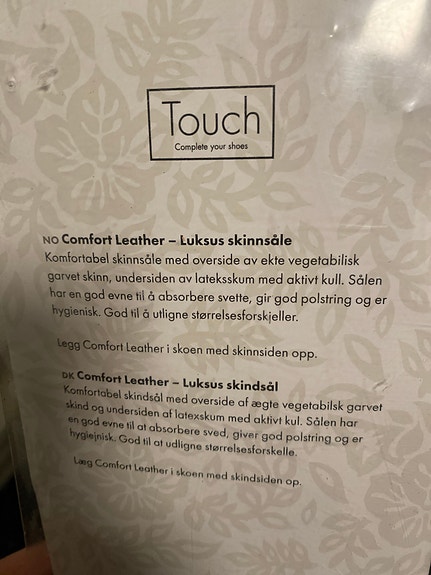 Touch
Complete your shoes
NO Comfort Leather – Luksus skinnsåle
Komfortabel skinnsåle med overside av ekte vegetabilisk
garvet skinn, undersiden av lateksskum med aktivt kull. Sålen
har en god evne til å absorbere svette, gir god polstring og er
hygienisk. God til å utligne størrelsesforskjeller.
Legg Comfort Leather i skoen med skinnsiden opp.
DK Comfort Leather – Luksus skindsål
Komfortabel skindsål med overside af ægte vegetabilsk garvet
skind og undersiden af latexskum med aktivt kul. Sålen har
en god evne til at absorbere sved, giver god polstring og er
hygiejnisk. God til at udligne størrelsesforskelle.
Læg Comfort Leather i skoen med skindsiden op.